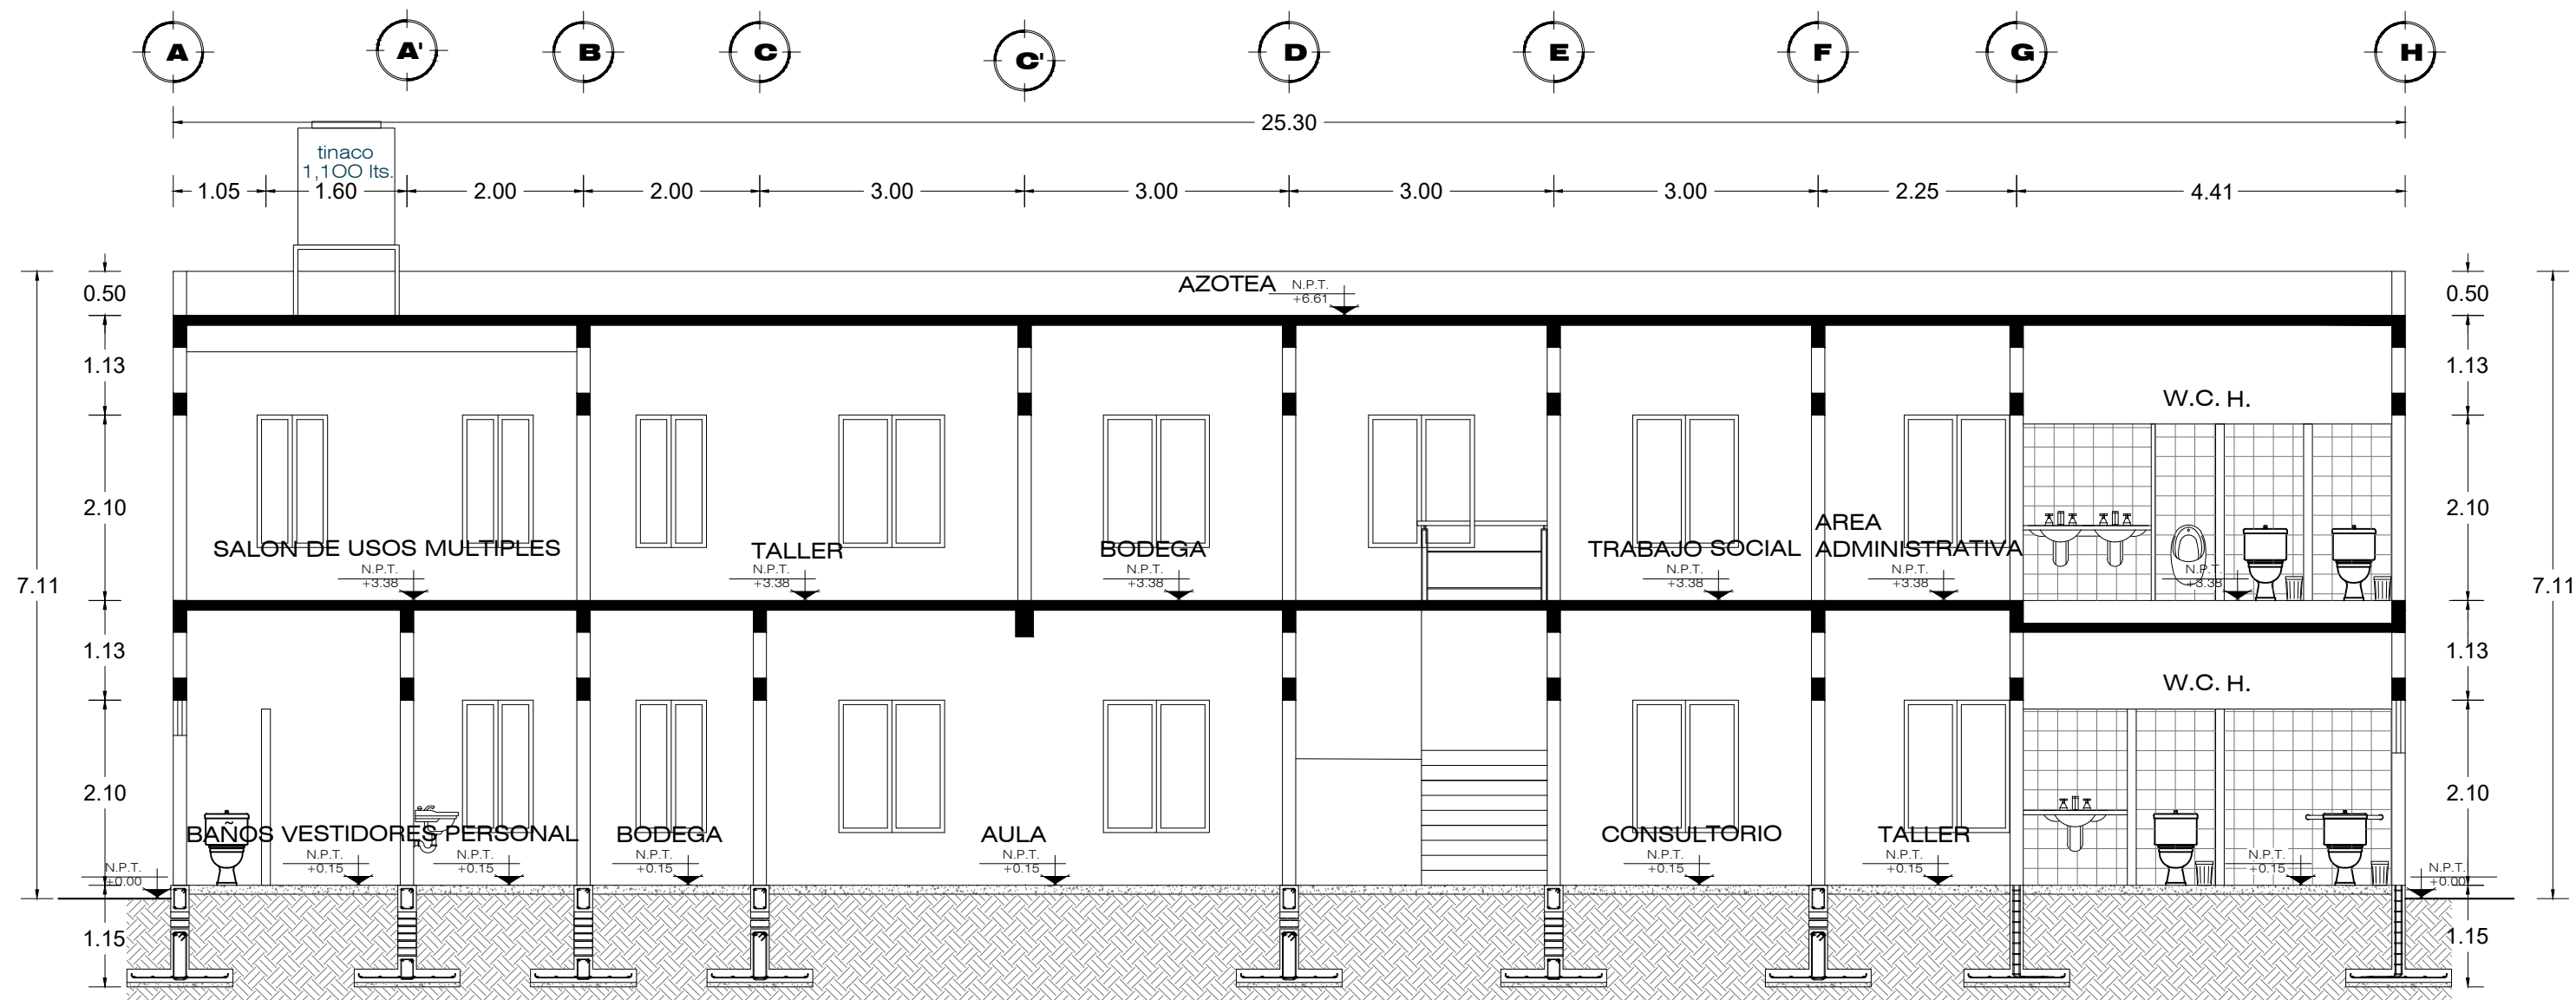 A A' B C C' D E F G H
25.30
tinaco
1,100 lts.
1.05 1.60 2.00 2.00 3.00 3.00 3.00 3.00 2.25 4.41
AZOTEA N.P.T.
+6.61
0.50 0.50
1.13 1.13
W.C. H.
2.10 2.10
AREA
SALON DE USOS MULTIPLES TALLER BODEGA TRABAJO SOCIAL ADMINISTRATIVA
N.P.T. N.P.T. N.P.T. N.P.T. N.P.T. N.P.T.
+3.38 +3.38 +3.38 +3.38 +3.38 +3.38
7.11 7.11
1.13 1.13
W.C. H.
2.10 2.10
BAÑOS VESTIDORES PERSONAL BODEGA AULA CONSULTORIO TALLER
N.P.T. N.P.T. N.P.T. N.P.T. N.P.T. N.P.T. N.P.T.
+0.15 +0.15 +0.15 +0.15 +0.15 +0.15 +0.15
N.P.T. N.P.T.
+0.00 +0.00
1.15 1.15